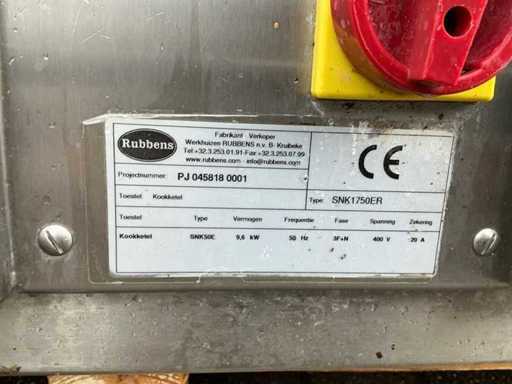 Rubbens
Fabrikant - Verkoper
Werkhuizen RUBBENS n.v. B- Kruibeke
Tel +32.3.253.01.91-Fax +32.3.253.07.99
www.rubbens.com - info@rubbens.com
CE
Projectnummer: PJ 045818 0001
Toestel: Kookketel Type: SNK1750ER
Toestel Type Vermogen Frequentie Fase Spanning Zekering
Kookketel SNK50E 9,6 kW 50 Hz 3F+N 400 V 20 A